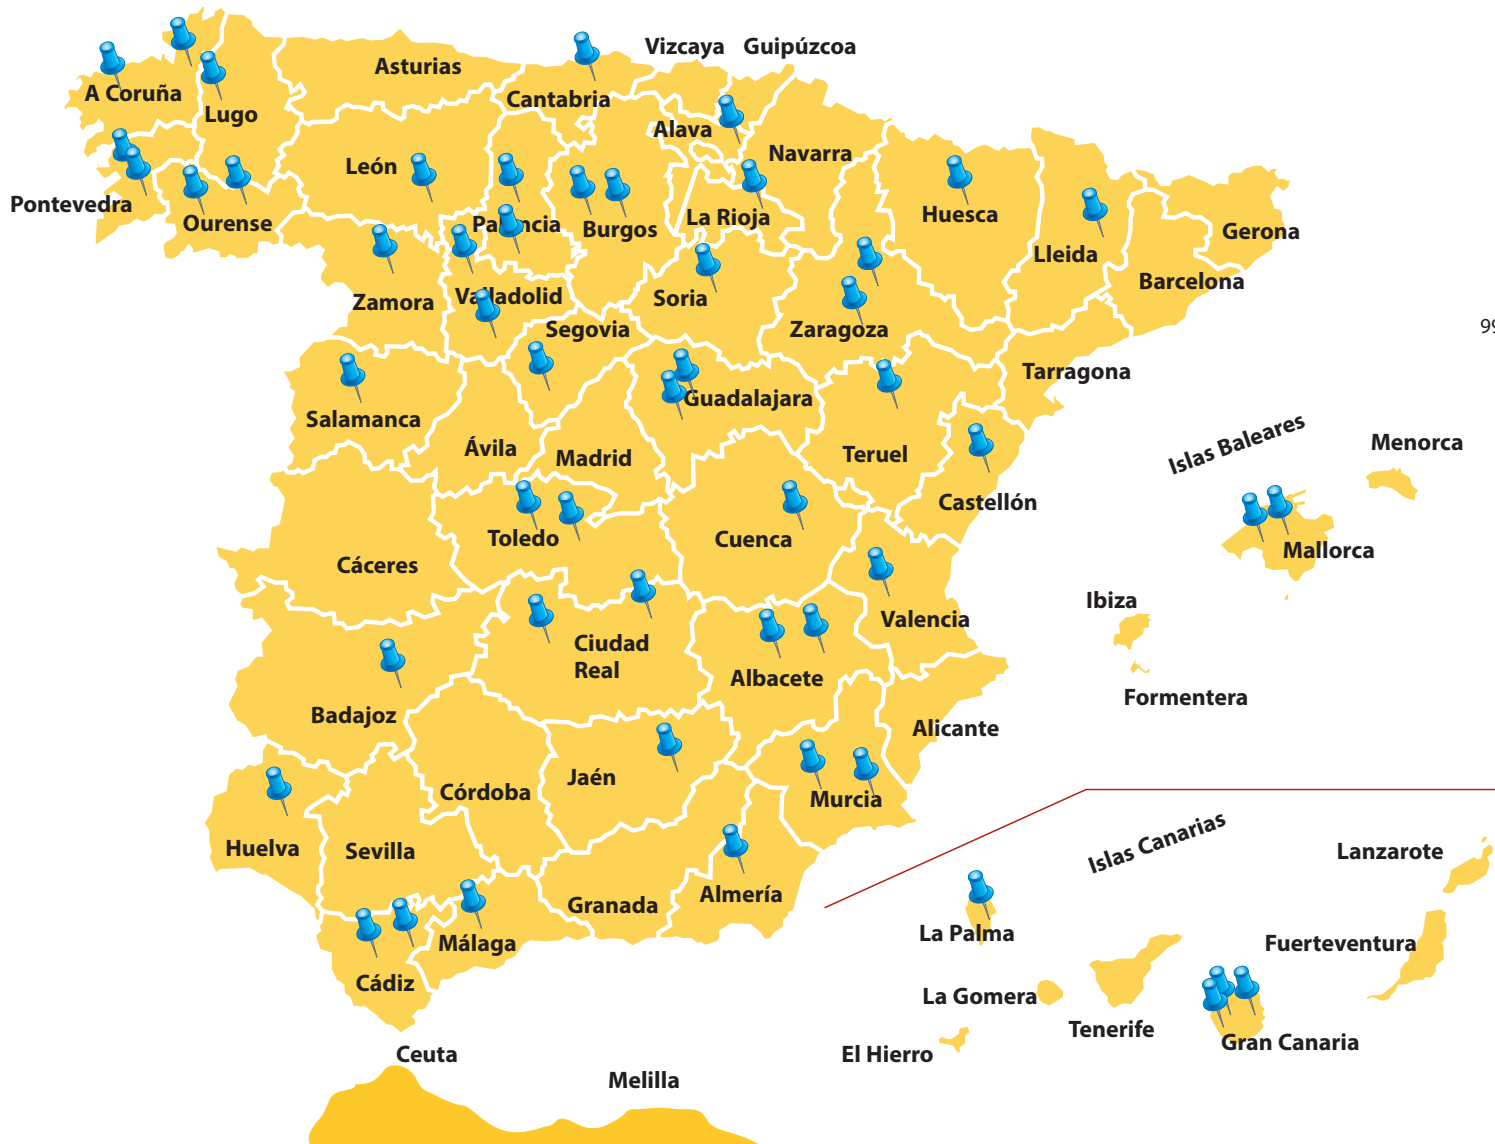 Vizcaya
Guipúzcoa
Asturias
A Coruña
Cantabria
Lugo
Alava
León
Navarra
Pontevedra
Ourense
Palencia
Burgos
La Rioja
Huesca
Gerona
Lleida
Barcelona
Zamora
Valladolid
Soria
Segovia
Zaragoza
99
Tarragona
Salamanca
Guadalajara
Ávila
Madrid
Teruel
Islas Baleares
Menorca
Castellón
Toledo
Cuenca
Mallorca
Cáceres
Ibiza
Valencia
Ciudad
Real
Albacete
Formentera
Badajoz
Alicante
Jaén
Córdoba
Murcia
Huelva
Sevilla
Islas Canarias
Lanzarote
Granada
Almería
La Palma
Málaga
Fuerteventura
Cádiz
La Gomera
Tenerife
Gran Canaria
El Hierro
Ceuta
Melilla